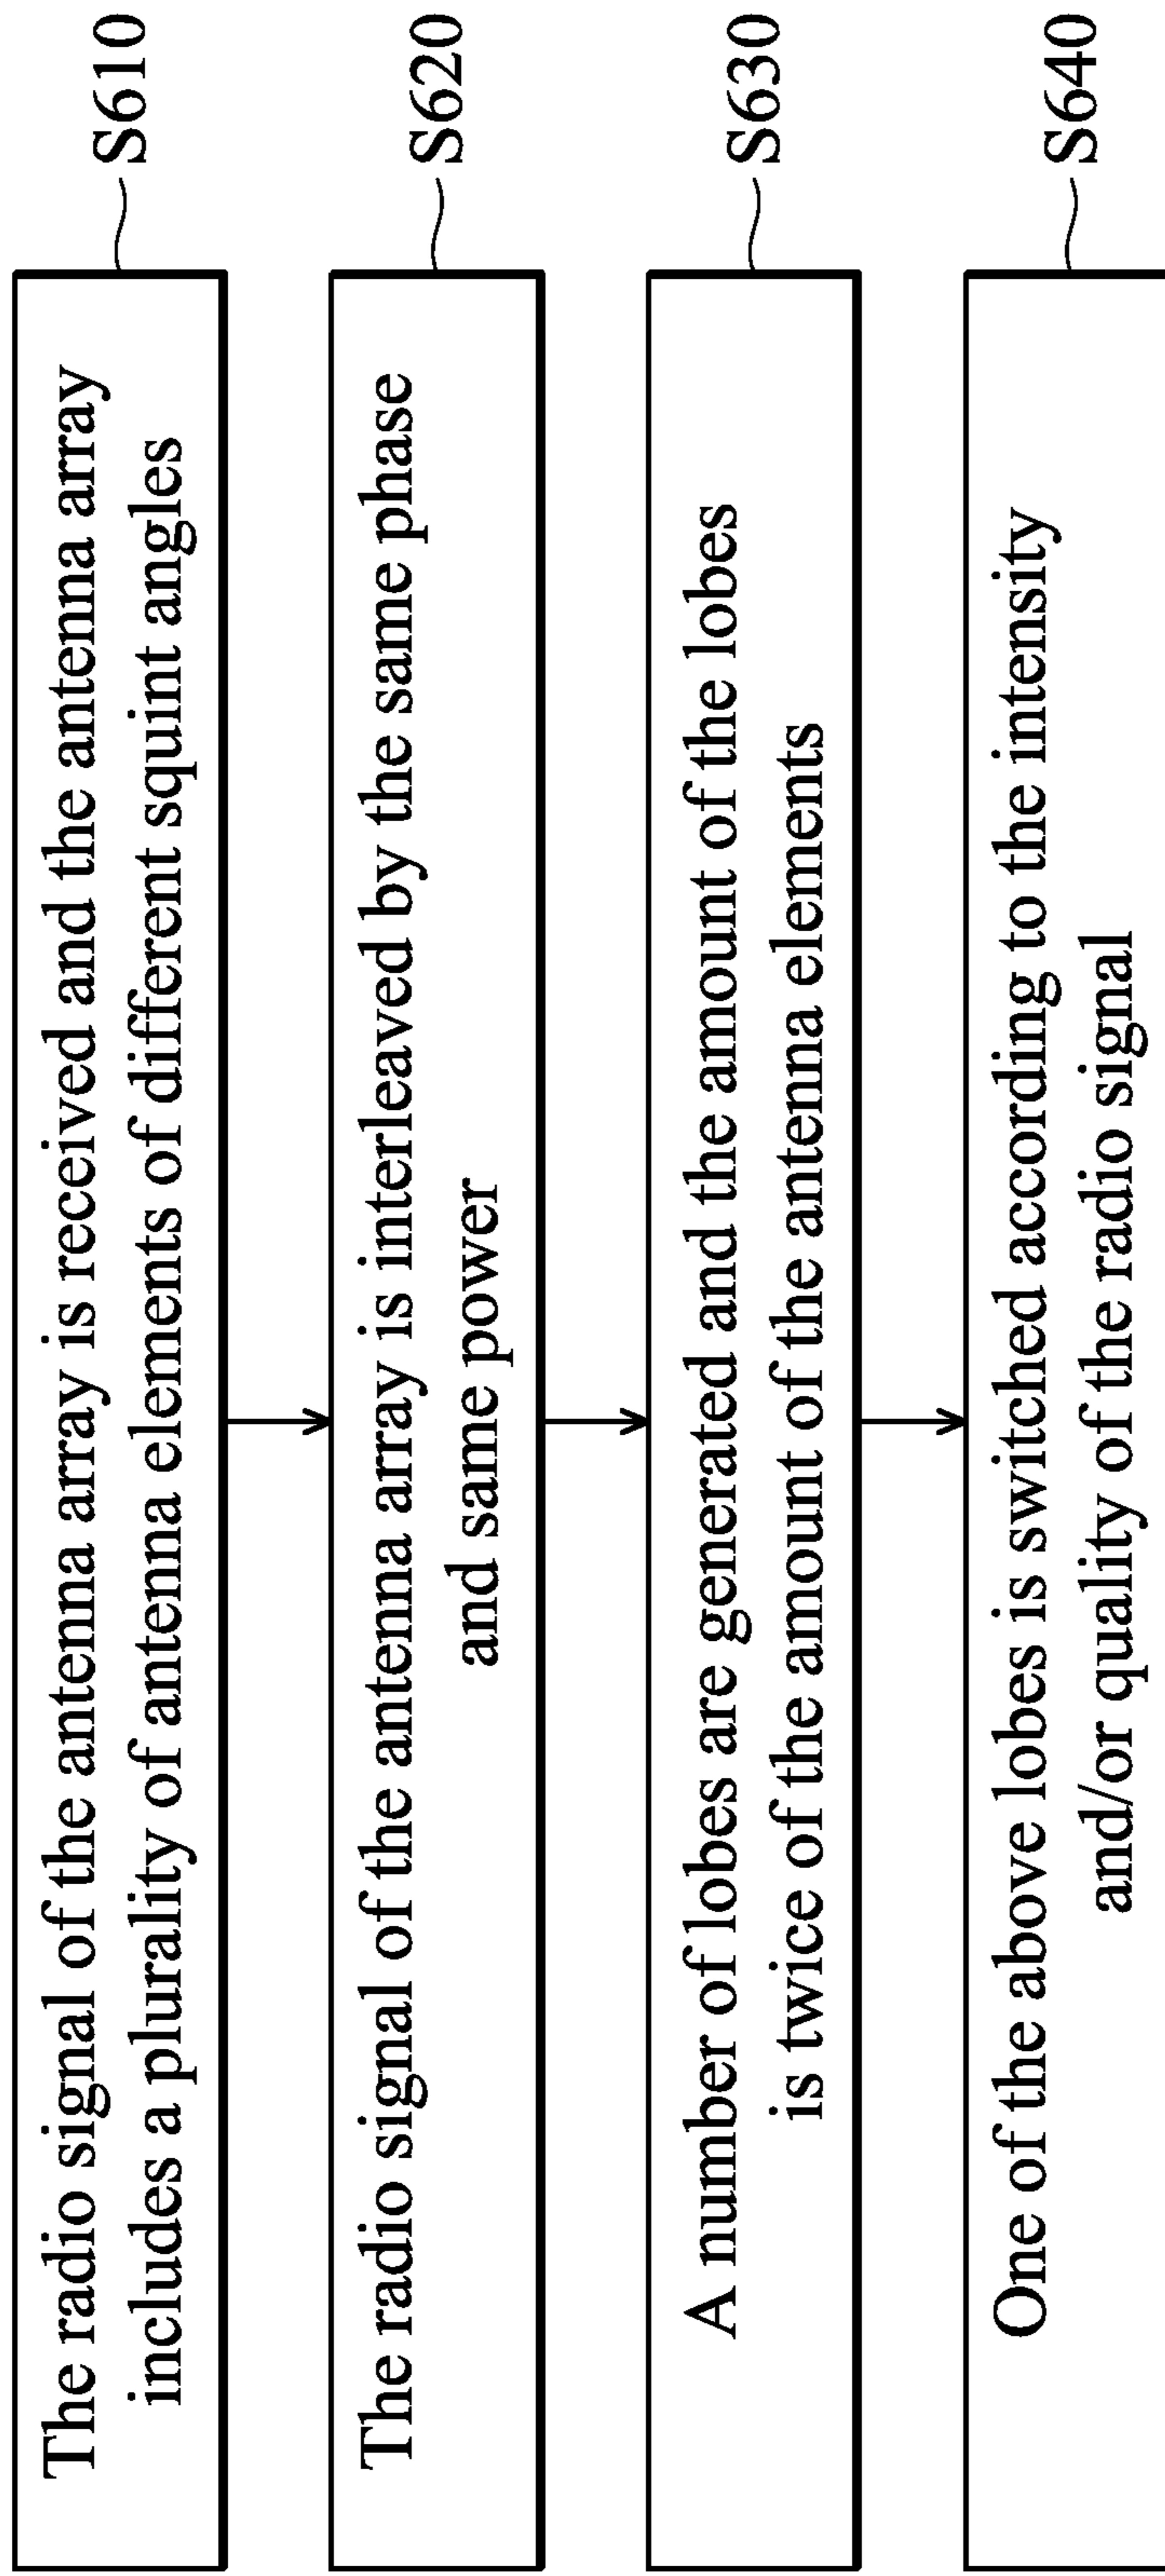 The radio signal of the antenna array is received and the antenna array
includes a plurality of antenna elements of different squint angles
S610
The radio signal of the antenna array is interleaved by the same phase
and same power
S620
A number of lobes are generated and the amount of the lobes
is twice of the amount of the antenna elements
S630
One of the above lobes is switched according to the intensity
and/or quality of the radio signal
S640